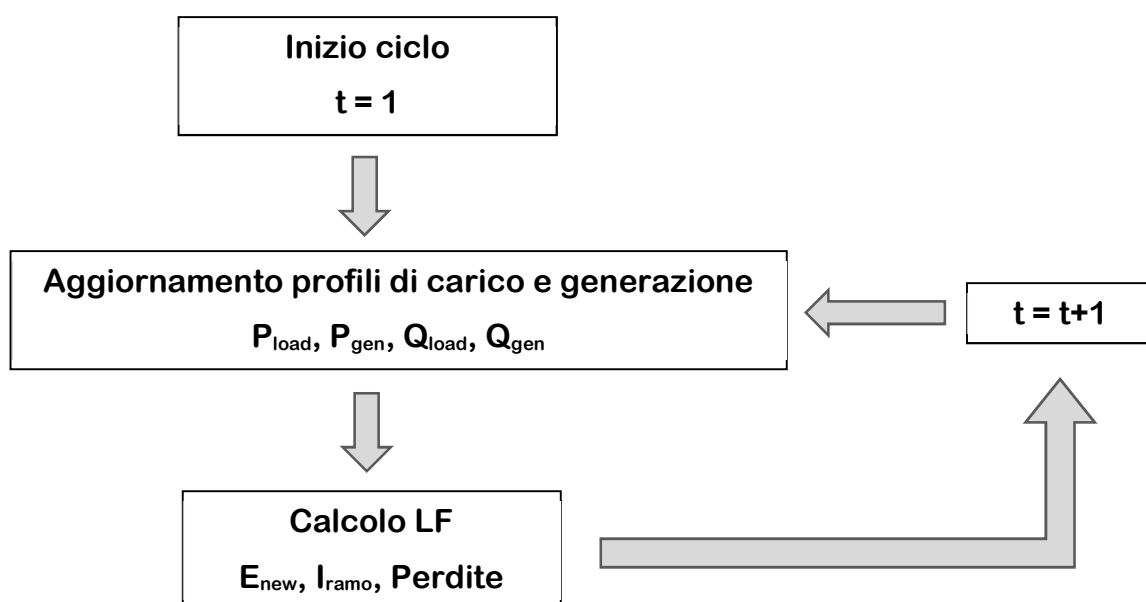 Inizio ciclo
t = 1
Aggiornamento profili di carico e generazione
Pload, Pgen, Qload, Qgen
t = t+1
Calcolo LF
Enew, Iramo, Perdite